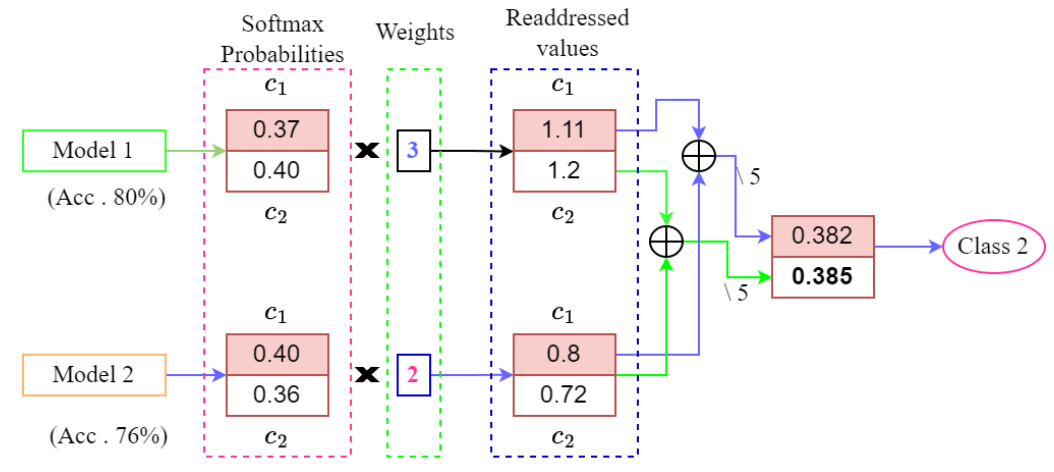 Softmax
Probabilities
Weights
Readdressed
values
c1
c1
Model 1
0.37
0.40
x
3
1.11
1.2
\ 5
(Acc . 80%)
c2
c2
0.382
0.385
Class 2
\ 5
c1
c1
Model 2
0.40
0.36
x
2
0.8
0.72
(Acc . 76%)
c2
c2